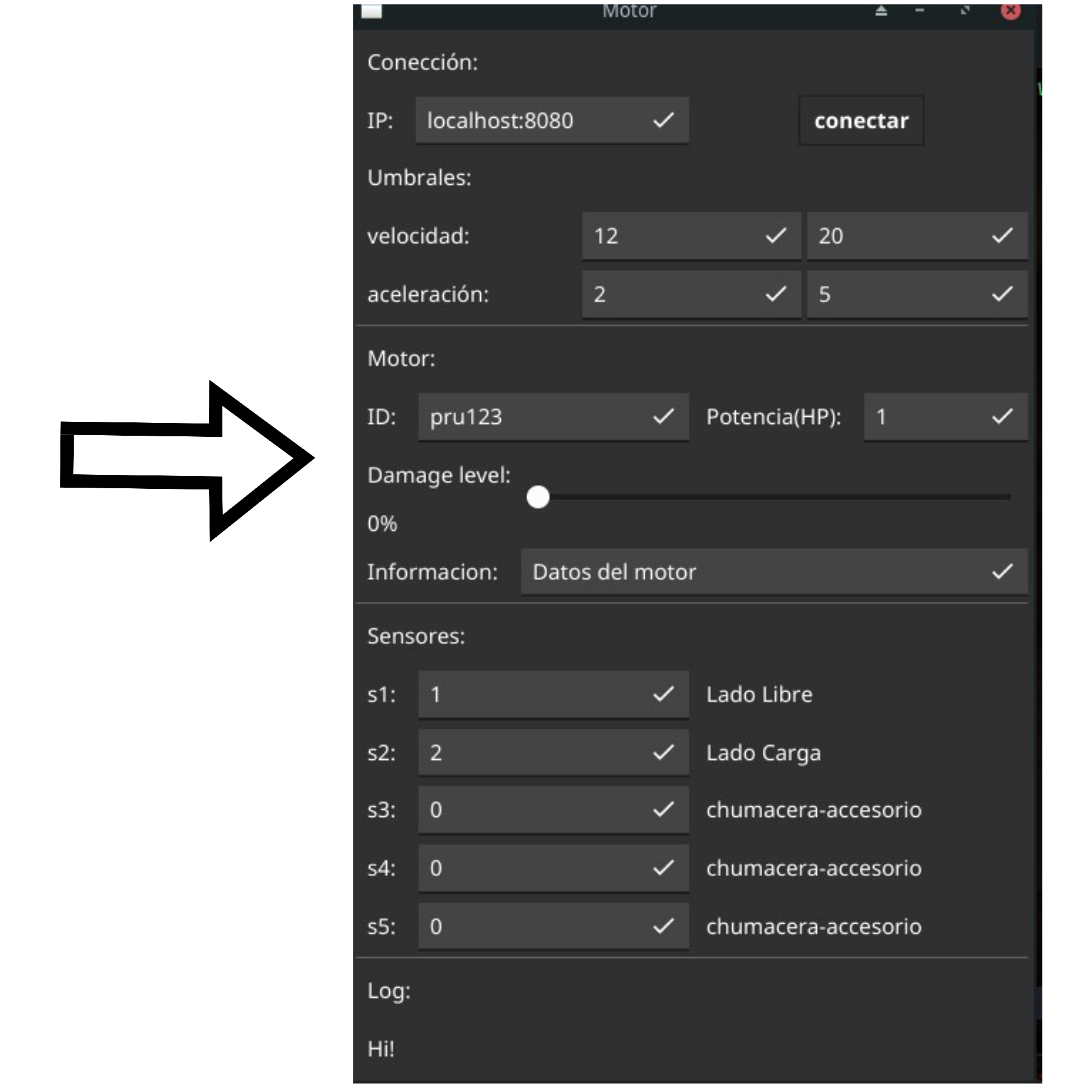 Motor
Conección:
IP: localhost:8080 conectar
Umbrales:
velocidad: 12 20
aceleración: 2 5
Motor:
ID: pru123 Potencia(HP): 1
Damage level:
0%
Informacion: Datos del motor
Sensores:
s1: 1 Lado Libre
s2: 2 Lado Carga
s3: 0 chumacera-accesorio
s4: 0 chumacera-accesorio
s5: 0 chumacera-accesorio
Log:
Hi!